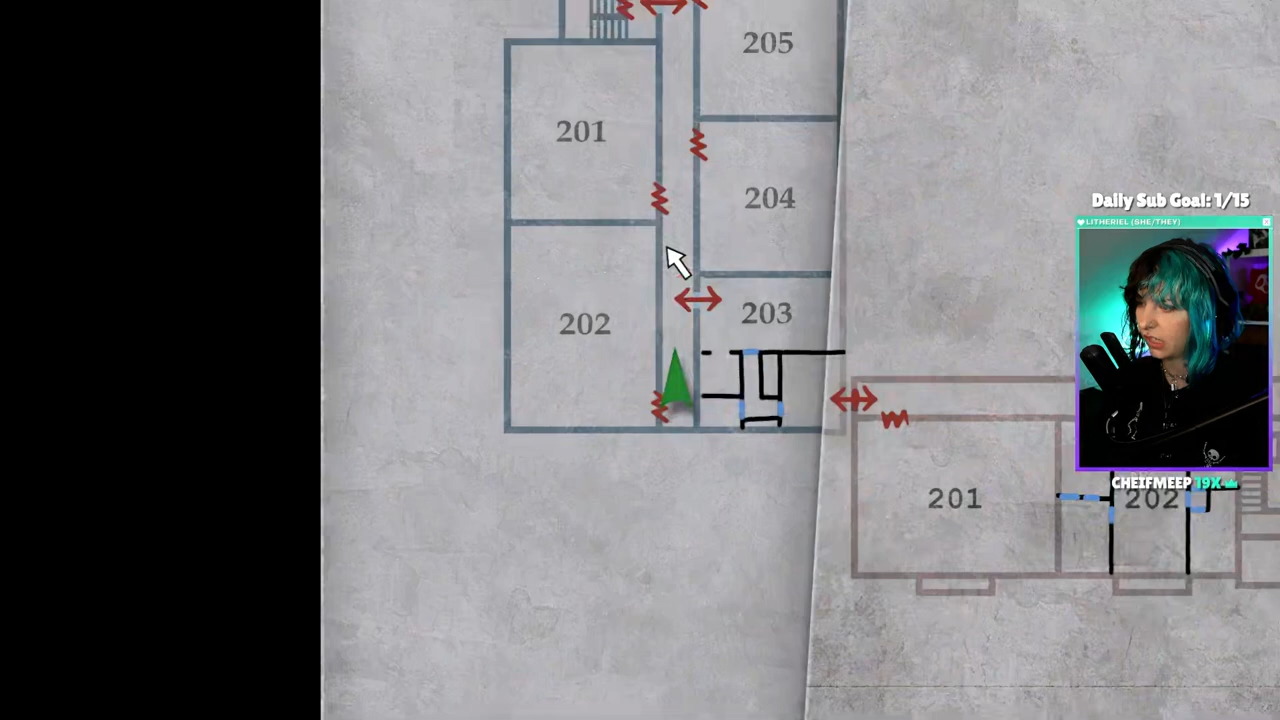 205
201
204
Daily Sub Goal: 1/15
LITHERIEL (SHE/THEY)
203
202
CHEIFMEEP 19X
201
202